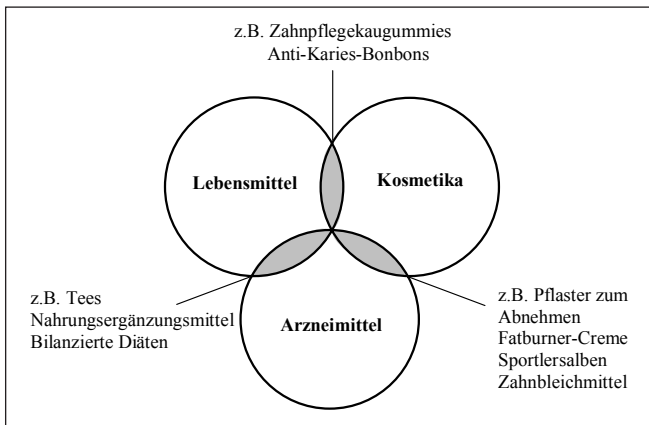 z.B. Zahnpflegekaugummies
Anti-Karies-Bonbons
Lebensmittel
Kosmetika
z.B. Tees
Nahrungsergänzungsmittel
Bilanzierte Diäten
Arzneimittel
z.B. Pflaster zum
Abnehmen
Fatburner-Creme
Sportlersalben
Zahnbleichmittel